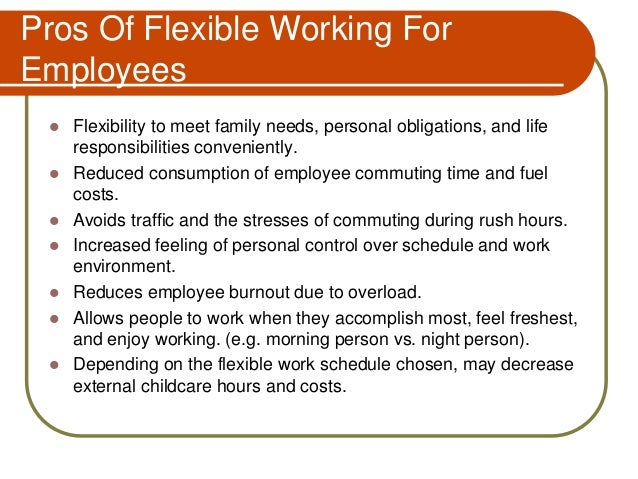 Pros Of Flexible Working For
Employees
Flexibility to meet family needs, personal obligations, and life
responsibilities conveniently.
Reduced consumption of employee commuting time and fuel
costs.
Avoids traffic and the stresses of commuting during rush hours.
Increased feeling of personal control over schedule and work
environment.
Reduces employee burnout due to overload.
Allows people to work when they accomplish most, feel freshest,
and enjoy working. (e.g. morning person vs. night person).
Depending on the flexible work schedule chosen, may decrease
external childcare hours and costs.